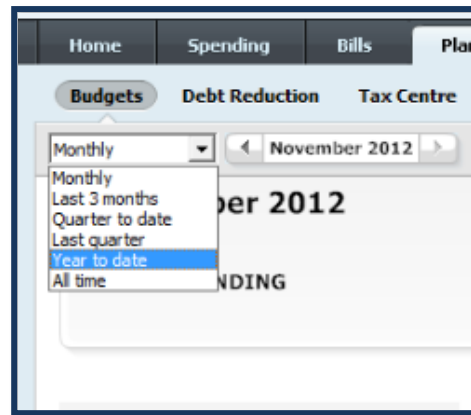 Home Spending Bills Plan
Budgets Debt Reduction Tax Centre
Monthly November 2012
Monthly
Last 3 months
ber 2012
Quarter to date
Last quarter
Year to date
All time
NDING